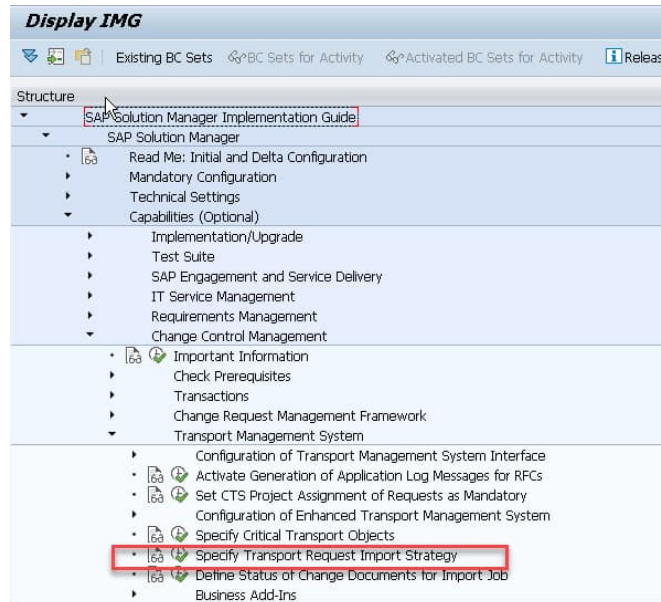 Display IMG
Existing BC Sets BC Sets for Activity Activated BC Sets for Activity Releas
Structure
SAP Solution Manager Implementation Guide
SAP Solution Manager
Read Me: Initial and Delta Configuration
Mandatory Configuration
Technical Settings
Capabilities (Optional)
Implementation/Upgrade
Test Suite
SAP Engagement and Service Delivery
IT Service Management
Requirements Management
Change Control Management
Important Information
Check Prerequisites
Transactions
Change Request Management Framework
Transport Management System
Configuration of Transport Management System Interface
Activate Generation of Application Log Messages for RFCs
Set CTS Project Assignment of Requests as Mandatory
Configuration of Enhanced Transport Management System
Specify Critical Transport Objects
Specify Transport Request Import Strategy
Define Status of Change Documents for Import Job
Business Add-Ins